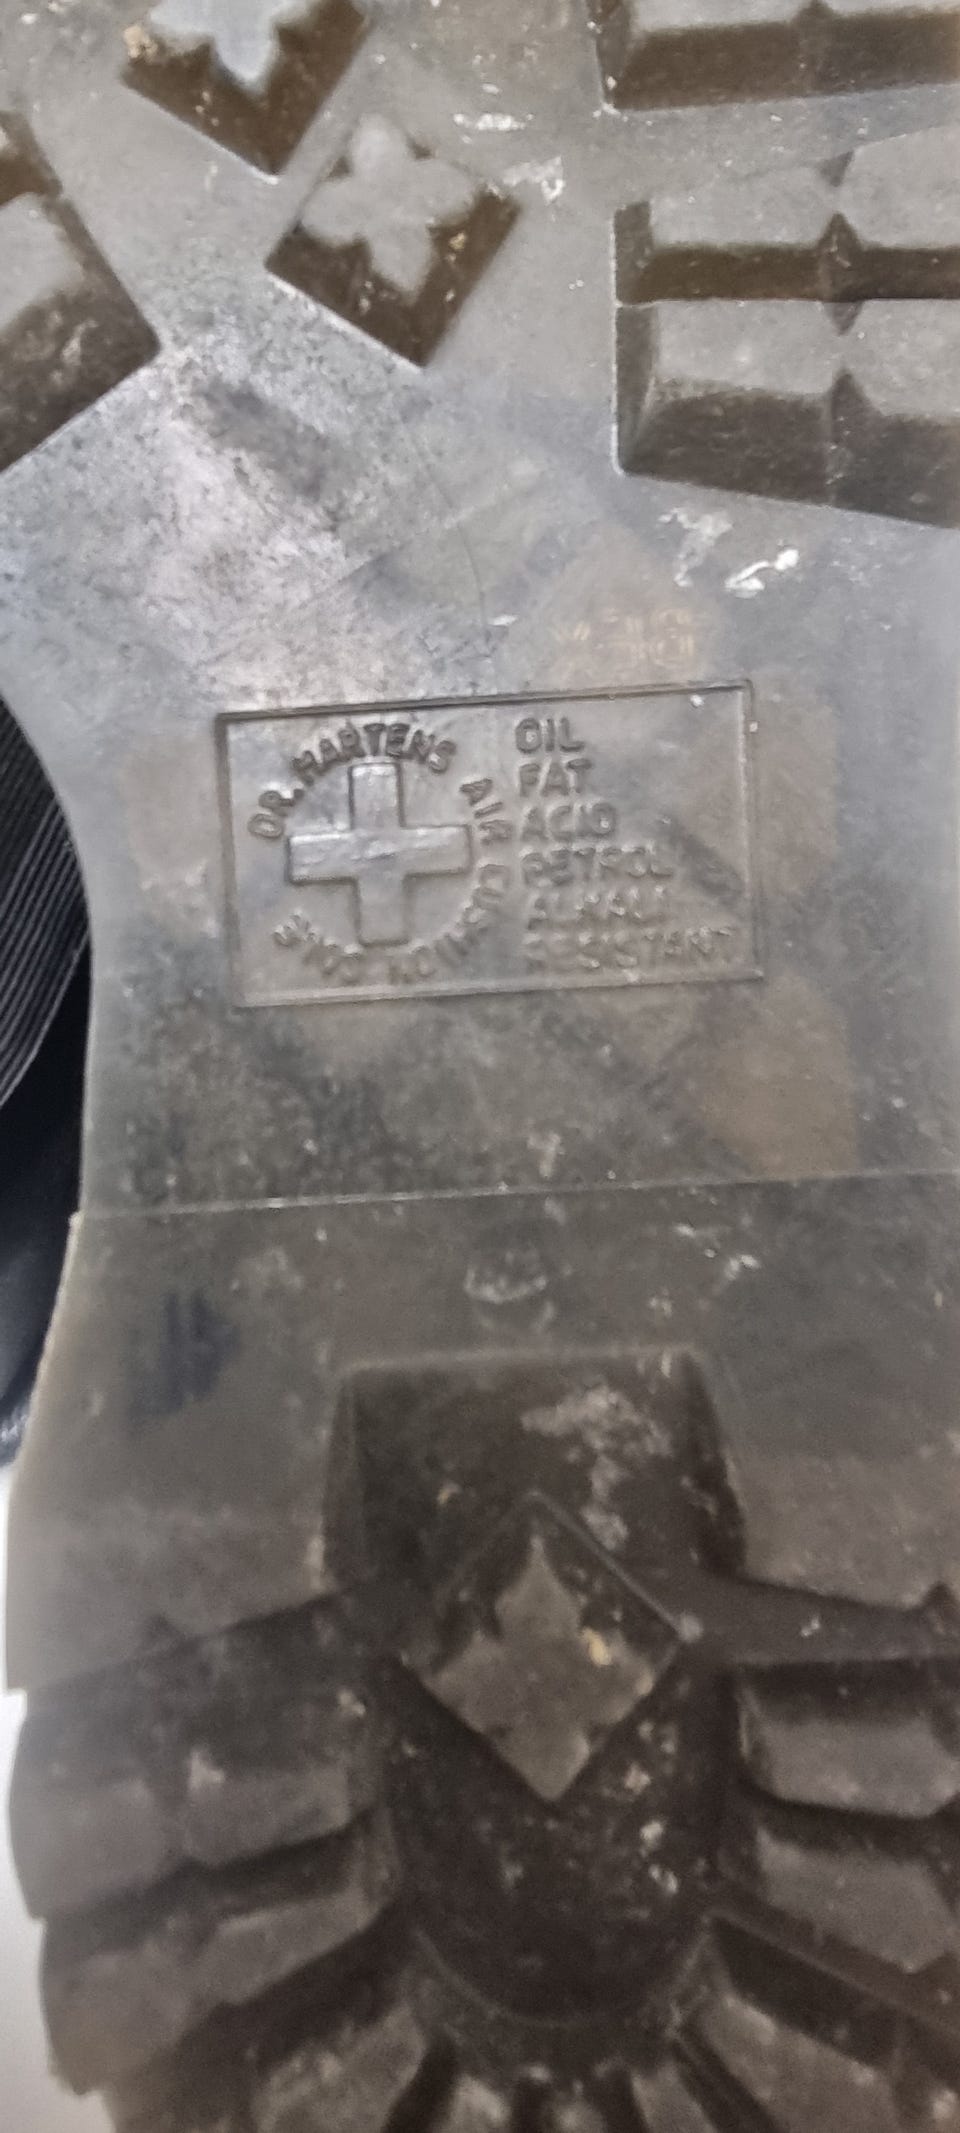 DR. MARTENS AIR CUSHION SOLES
OIL
FAT
ACID
PETROL
ALKALI
RESISTANT